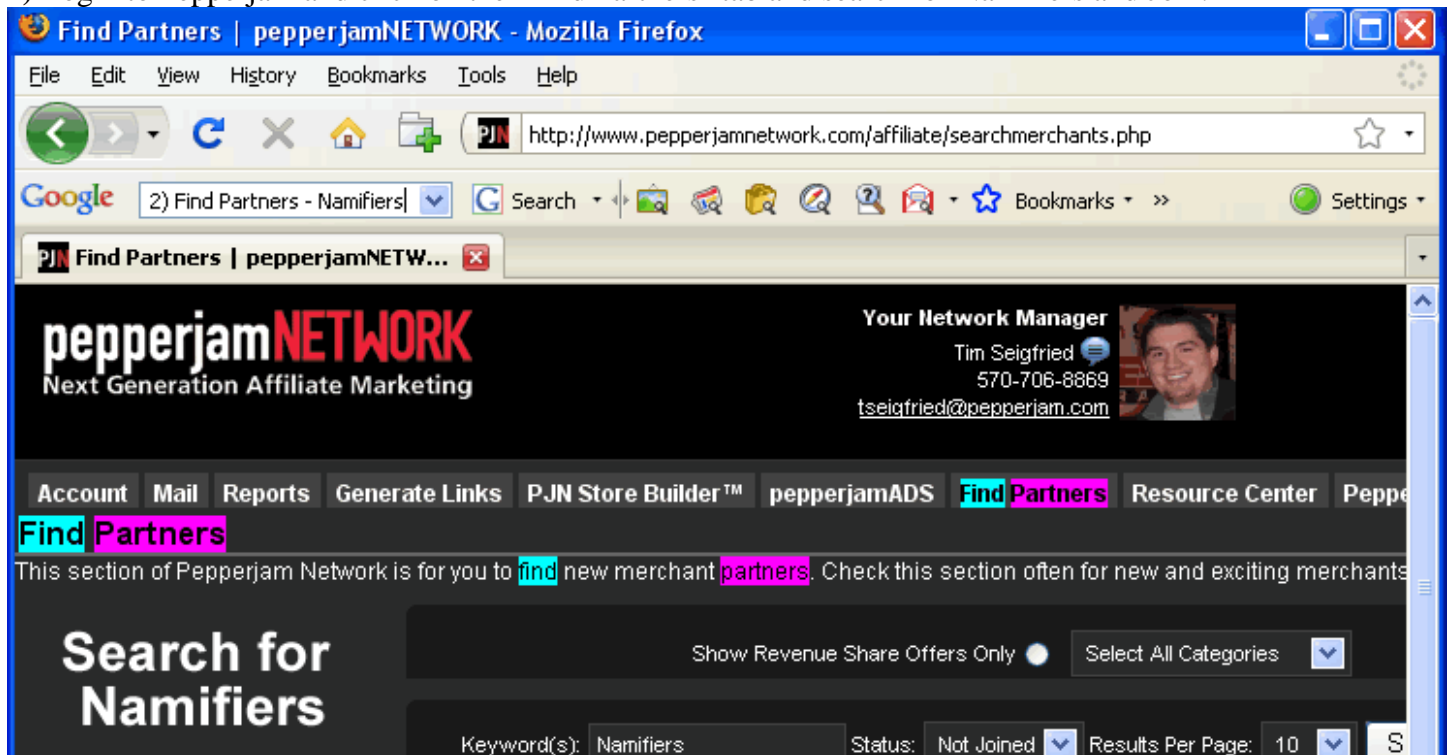 Find Partners | pepperjamNETWORK - Mozilla Firefox
File Edit View History Bookmarks Tools Help
PJN http://www.pepperjamnetwork.com/affiliate/searchmerchants.php
Google 2) Find Partners - Namifiers G Search Bookmarks » Settings
PJN Find Partners | pepperjamNETW...
pepperjamNETWORK
Next Generation Affiliate Marketing
Your Network Manager
Tim Seigfried
570-706-8869
tseigfried@pepperjam.com
Account Mail Reports Generate Links PJN Store Builder™ pepperjamADS Find Partners Resource Center Peppe
Find Partners
This section of Pepperjam Network is for you to find new merchant partners. Check this section often for new and exciting merchants
Search for
Namifiers
Show Revenue Share Offers Only Select All Categories
Keyword(s): Namifiers Status: Not Joined Results Per Page: 10 S